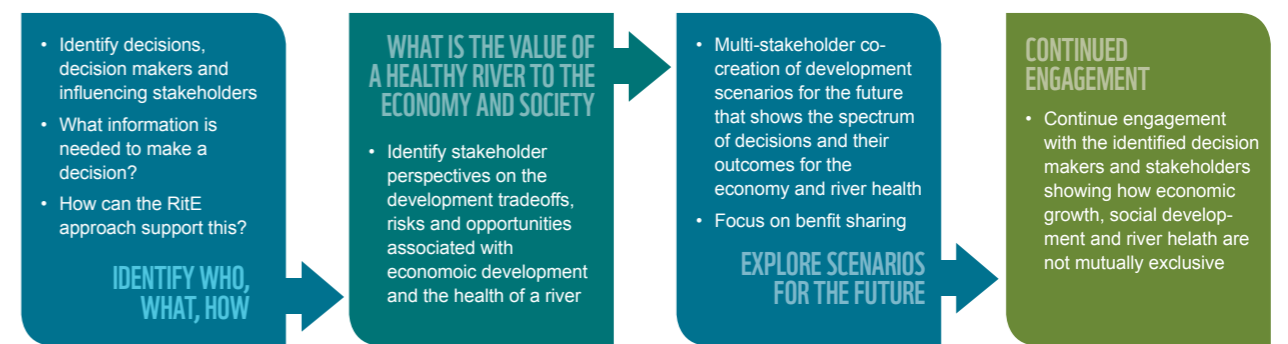 • Identify decisions,
decision makers and
influencing stakeholders
• What information is
needed to make a
decision?
• How can the RitE
approach support this?
IDENTIFY WHO,
WHAT, HOW
WHAT IS THE VALUE OF
A HEALTHY RIVER TO THE
ECONOMY AND SOCIETY
• Identify stakeholder
perspectives on the
development tradeoffs,
risks and opportunities
associated with
economoic development
and the health of a river
• Multi-stakeholder co-
creation of development
scenarios for the future
that shows the spectrum
of decisions and their
outcomes for the
economy and river health
• Focus on benfit sharing
EXPLORE SCENARIOS
FOR THE FUTURE
CONTINUED
ENGAGEMENT
• Continue engagement
with the identified decision
makers and stakeholders
showing how economic
growth, social develop-
ment and river helath are
not mutually exclusive